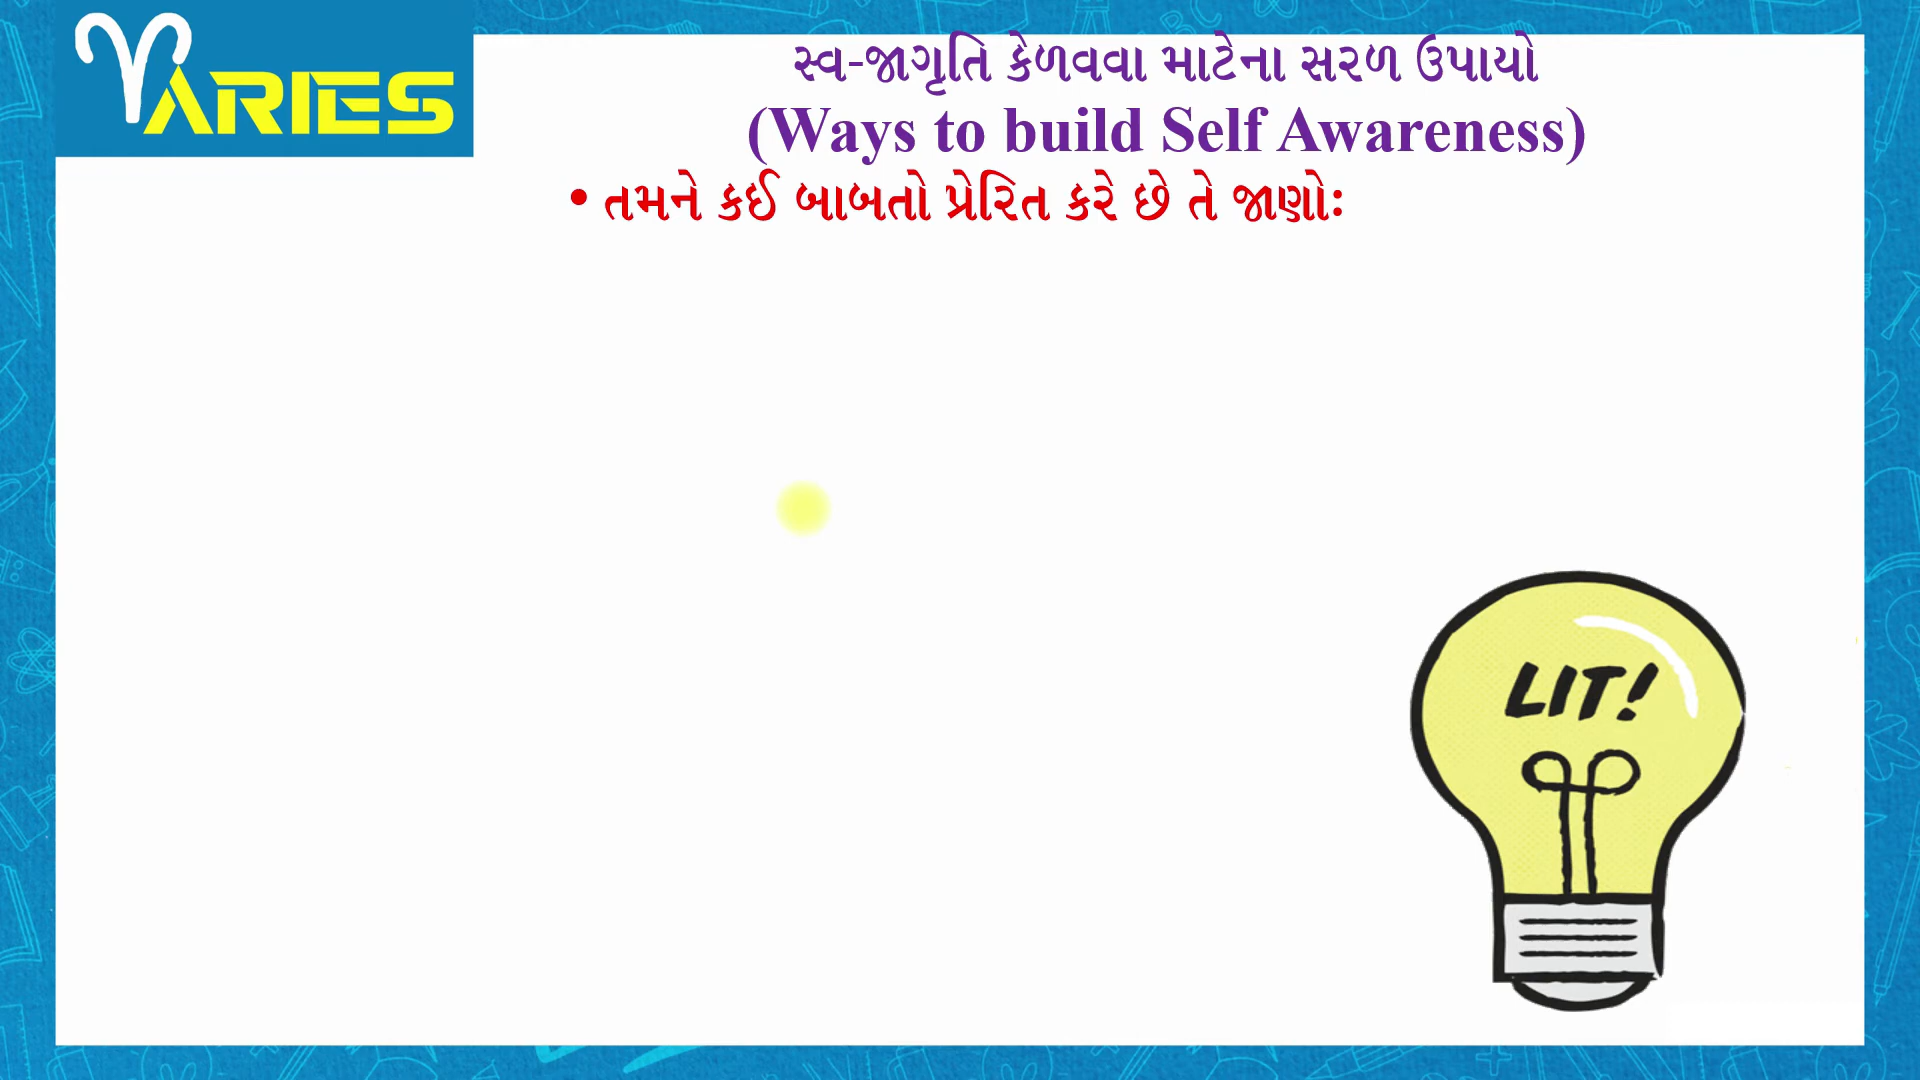 ARIES
સ્વ-જાગૃતિ કેળવવા માટેના સરળ ઉપાયો
(Ways to build Self Awareness)
• તમને કઈ બાબતો પ્રેરિત કરે છે તે જાણોઃ
LIT!